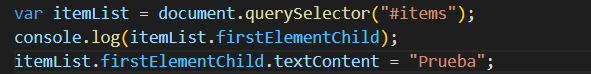 var itemList = document.querySelector("#items");
console.log(itemList.firstElementChild);
itemList.firstElementChild.textContent = "Prueba";